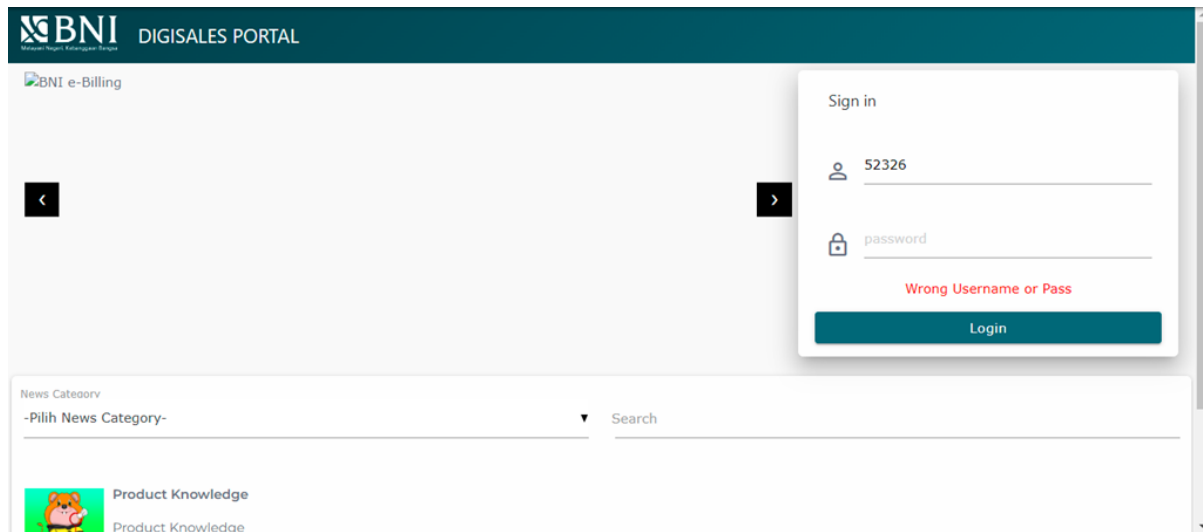 BNI
Melayani Negeri, Kebanggaan Bangsa
DIGISALES PORTAL
BNI e-Billing
Sign in
52326
password
Wrong Username or Pass
Login
News Category
-Pilih News Category-
Search
Product Knowledge
Product Knowledge